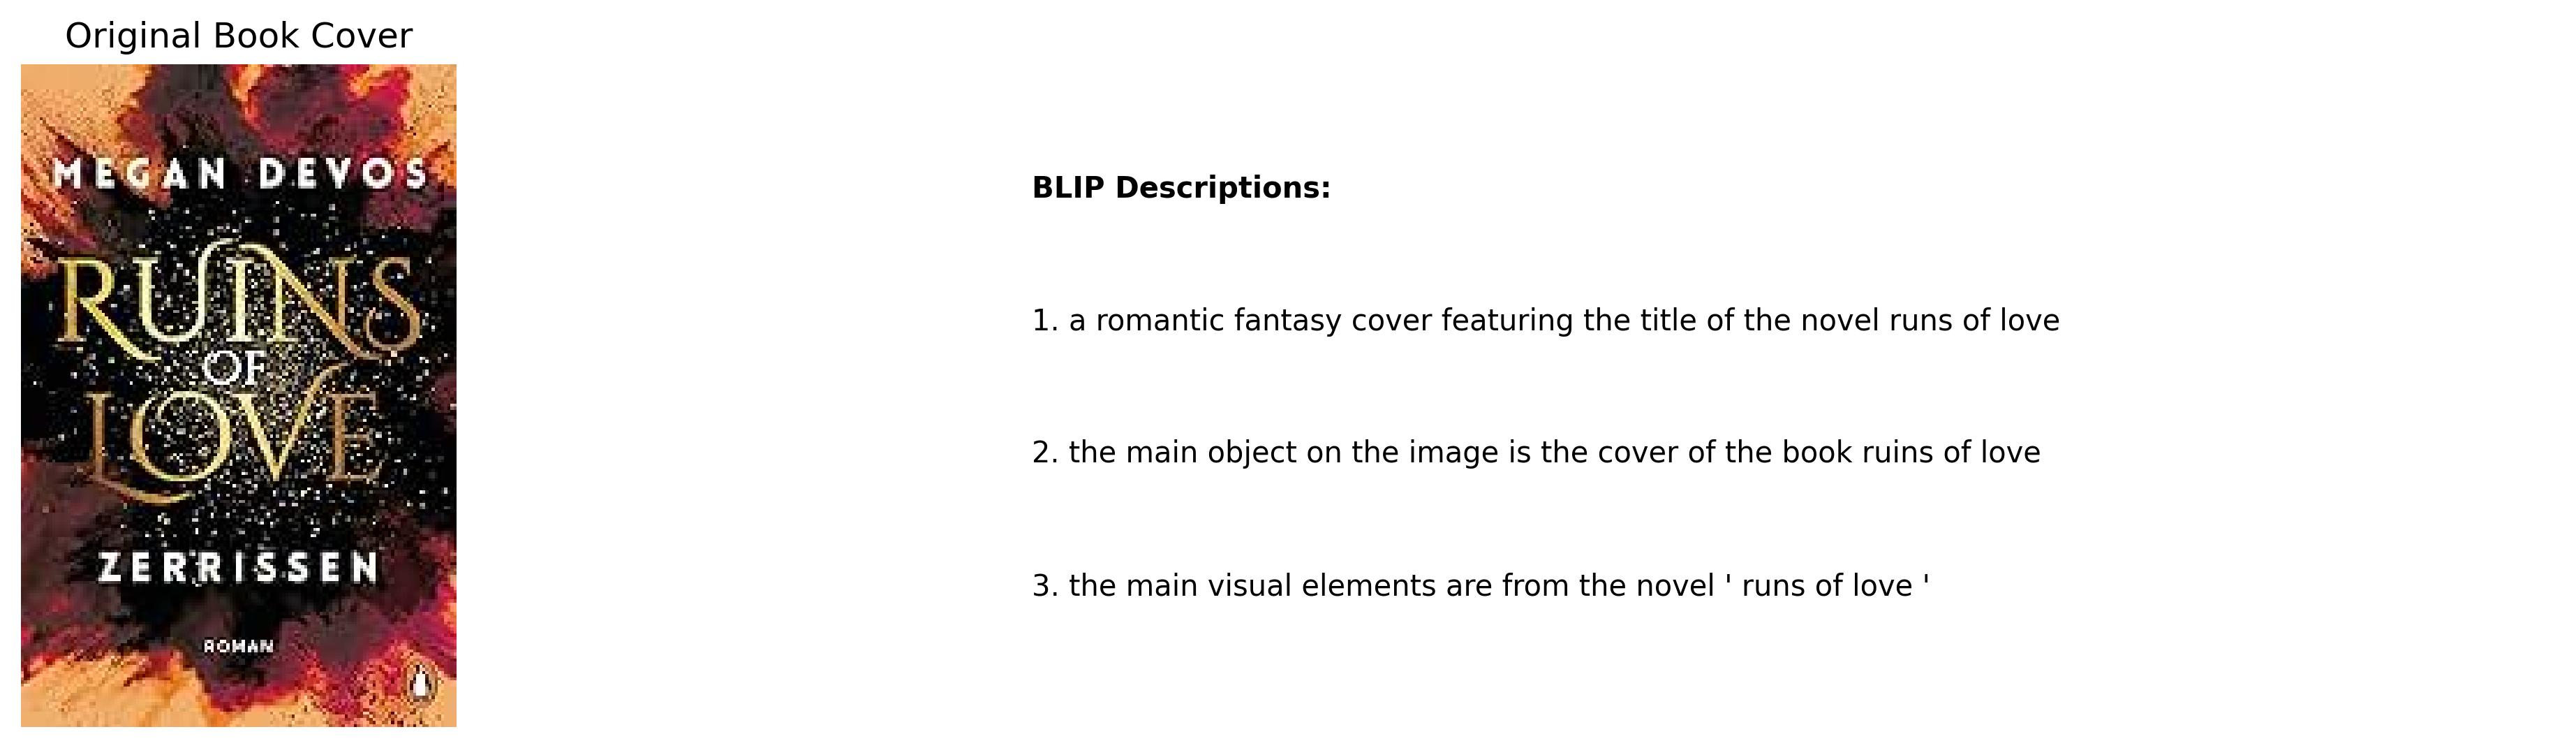 Original Book Cover
MEGAN DEVOS
RUINS
OF
LOVE
ZERRISSEN
ROMAN
BLIP Descriptions:
1. a romantic fantasy cover featuring the title of the novel runs of love
2. the main object on the image is the cover of the book ruins of love
3. the main visual elements are from the novel ' runs of love '